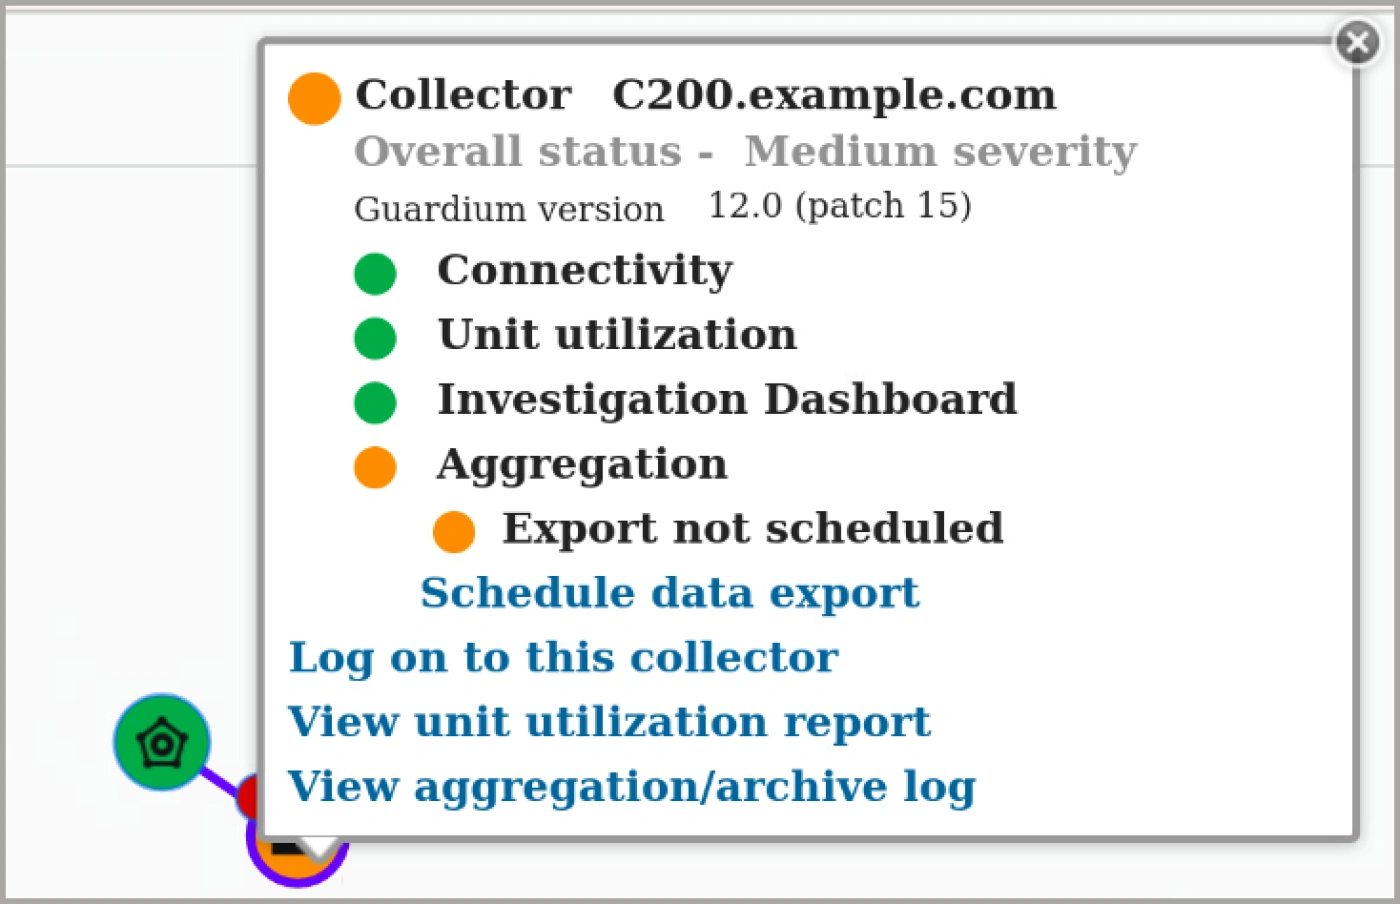 Collector C200.example.com
Overall status - Medium severity
Guardium version 12.0 (patch 15)
Connectivity
Unit utilization
Investigation Dashboard
Aggregation
Export not scheduled
Schedule data export
Log on to this collector
View unit utilization report
View aggregation/archive log